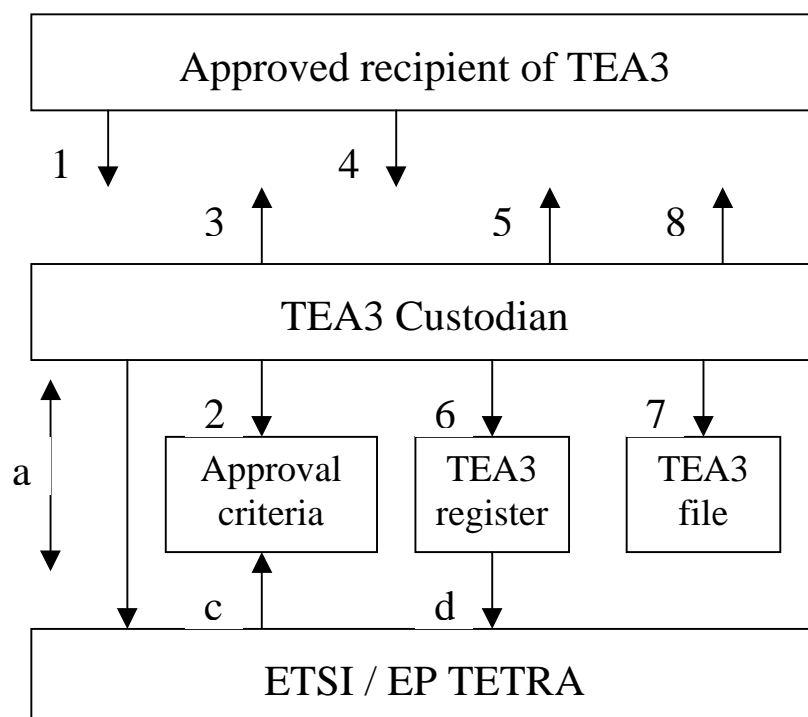 Approved recipient of TEA3
1 4
3 5 8
TEA3 Custodian
a
2 6 7
Approval
criteria
TEA3
register
TEA3
file
c d
ETSI / EP TETRA